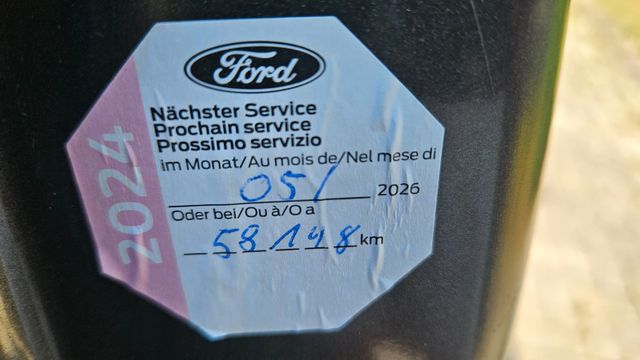 Ford
2024
Nächster Service
Prochain service
Prossimo servizio
im Monat/Au mois de/Nel mese di
05/ 2026
Oder bei/Ou à/O a
58148 km